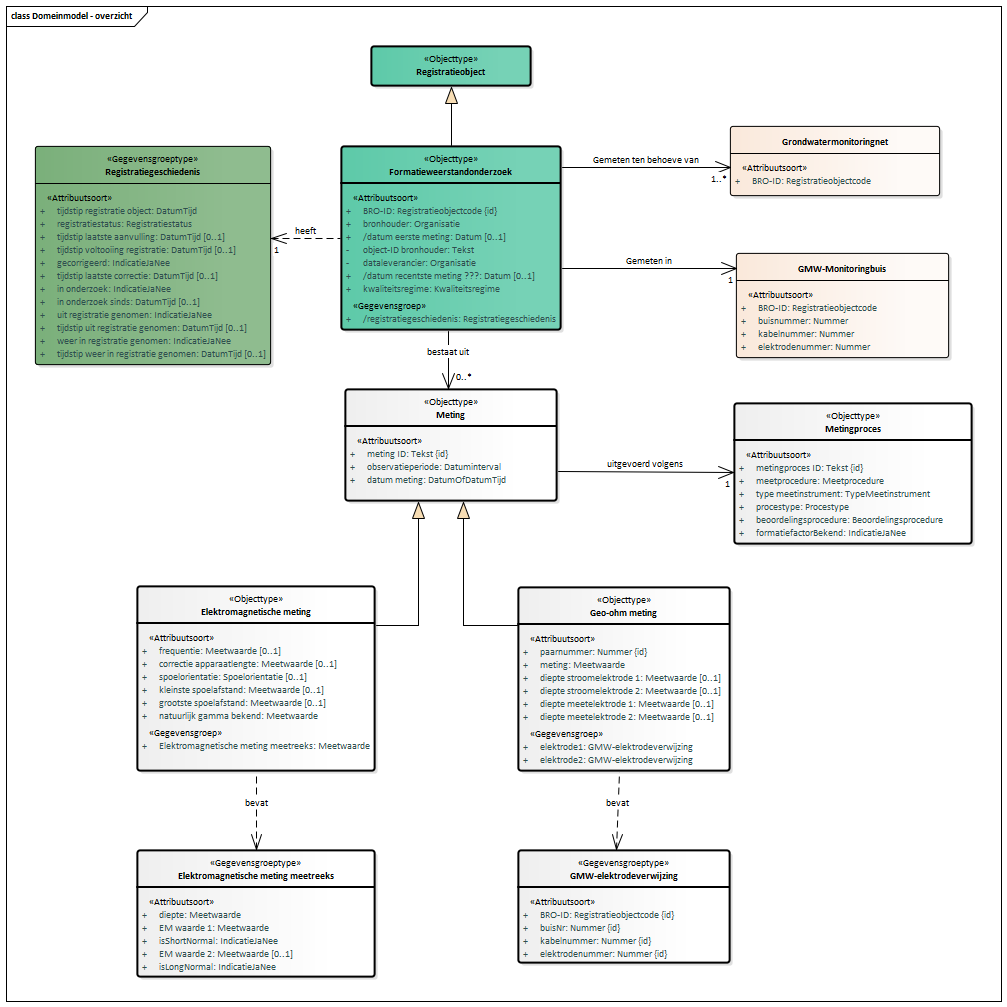 class Domeinmodel - overzicht
«Objecttype»
Registratieobject
«Gegevensgroeptype»
Registratiegeschiedenis
«Attribuutsoort»
+ tijdstip registratie object: DatumTijd
+ registratiestatus: Registratiestatus
+ tijdstip laatste aanvulling: DatumTijd [0..1]
+ tijdstip voltooiing registratie: DatumTijd [0..1]
+ gecorrigeerd: IndicatieJaNee
+ tijdstip laatste correctie: DatumTijd [0..1]
+ in onderzoek: IndicatieJaNee
+ in onderzoek sinds: DatumTijd [0..1]
+ uit registratie genomen: IndicatieJaNee
+ tijdstip uit registratie genomen: DatumTijd [0..1]
+ weer in registratie genomen: IndicatieJaNee
+ tijdstip weer in registratie genomen: DatumTijd [0..1]
heeft
1
«Objecttype»
Formatieweerstandonderzoek
«Attribuutsoort»
+ BRO-ID: Registratieobjectcode {id}
+ bronhouder: Organisatie
+ /datum eerste meting: Datum [0..1]
- object-ID bronhouder: Tekst
- dataleverancier: Organisatie
+ /datum recentste meting ???: Datum [0..1]
+ kwaliteitsregime: Kwaliteitsregime
«Gegevensgroep»
+ /registratiegeschiedenis: Registratiegeschiedenis
Gemeten ten behoeve van
1..*
Grondwatermonitoringnet
«Attribuutsoort»
+ BRO-ID: Registratieobjectcode
Gemeten in
1
GMW-Monitoringbuis
«Attribuutsoort»
+ BRO-ID: Registratieobjectcode
+ buisnummer: Nummer
+ kabelnummer: Nummer
+ elektrodenummer: Nummer
bestaat uit
0..*
«Objecttype»
Meting
«Attribuutsoort»
+ meting ID: Tekst {id}
+ observatieperiode: Datuminterval
+ datum meting: DatumOfDatumTijd
uitgevoerd volgens
1
«Objecttype»
Metingproces
«Attribuutsoort»
+ metingproces ID: Tekst {id}
+ meetprocedure: Meetprocedure
+ type meetinstrument: TypeMeetinstrument
+ procestype: Procestype
+ beoordelingsprocedure: Beoordelingsprocedure
+ formatiefactorBekend: IndicatieJaNee
«Objecttype»
Elektromagnetische meting
«Attribuutsoort»
+ frequentie: Meetwaarde [0..1]
+ correctie apparaatlengte: Meetwaarde [0..1]
+ spoelorientatie: Spoelorientatie [0..1]
+ kleinste spoelafstand: Meetwaarde [0..1]
+ grootste spoelafstand: Meetwaarde [0..1]
+ natuurlijk gamma bekend: Meetwaarde
«Gegevensgroep»
+ Elektromagnetische meting meetreeks: Meetwaarde
«Objecttype»
Geo-ohm meting
«Attribuutsoort»
+ paarnummer: Nummer {id}
+ meting: Meetwaarde
+ diepte stroomelektrode 1: Meetwaarde [0..1]
+ diepte stroomelektrode 2: Meetwaarde [0..1]
+ diepte meetelektrode 1: Meetwaarde [0..1]
+ diepte meetelektrode 2: Meetwaarde [0..1]
«Gegevensgroep»
+ elektrode1: GMW-elektrodeverwijzing
+ elektrode2: GMW-elektrodeverwijzing
bevat
bevat
«Gegevensgroeptype»
Elektromagnetische meting meetreeks
«Attribuutsoort»
+ diepte: Meetwaarde
+ EM waarde 1: Meetwaarde
+ isShortNormal: IndicatieJaNee
+ EM waarde 2: Meetwaarde [0..1]
+ isLongNormal: IndicatieJaNee
«Gegevensgroeptype»
GMW-elektrodeverwijzing
«Attribuutsoort»
+ BRO-ID: Registratieobjectcode {id}
+ buisNr: Nummer {id}
+ kabelnummer: Nummer {id}
+ elektrodenummer: Nummer {id}